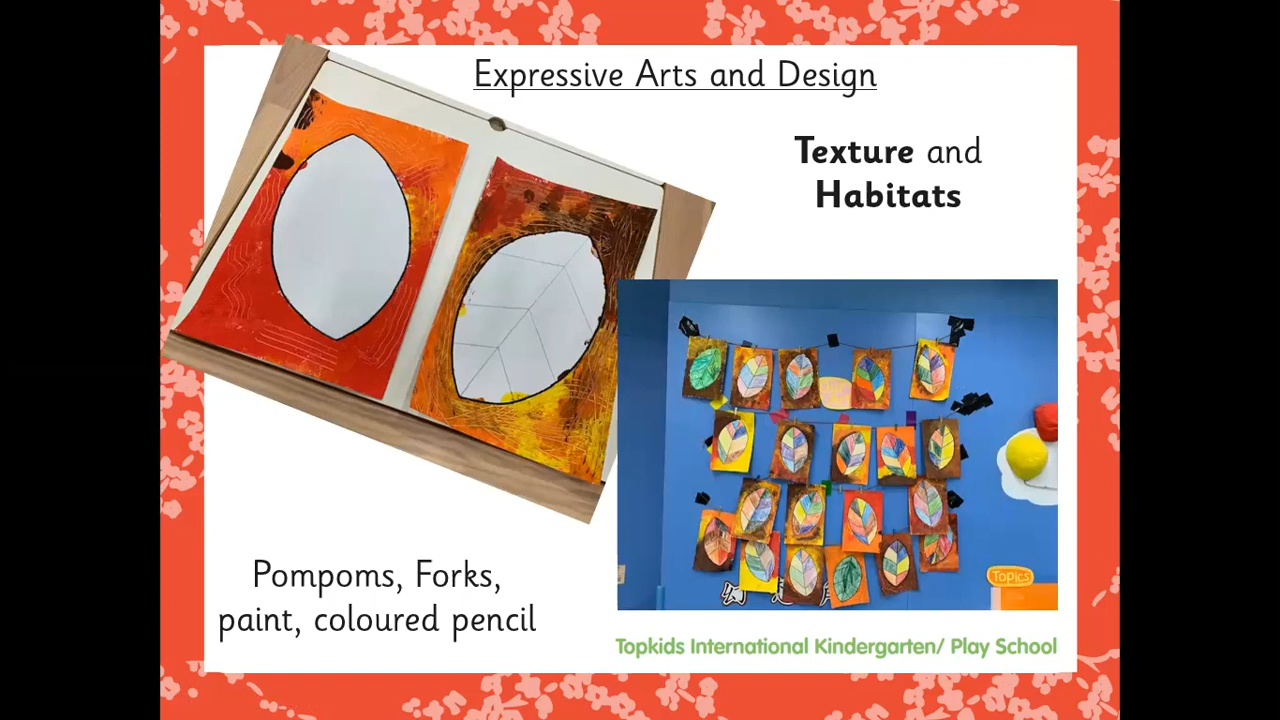 Expressive Arts and Design
Texture and
Habitats
Topics
Pompoms, Forks,
paint, coloured pencil
Topkids International Kindergarten/ Play School